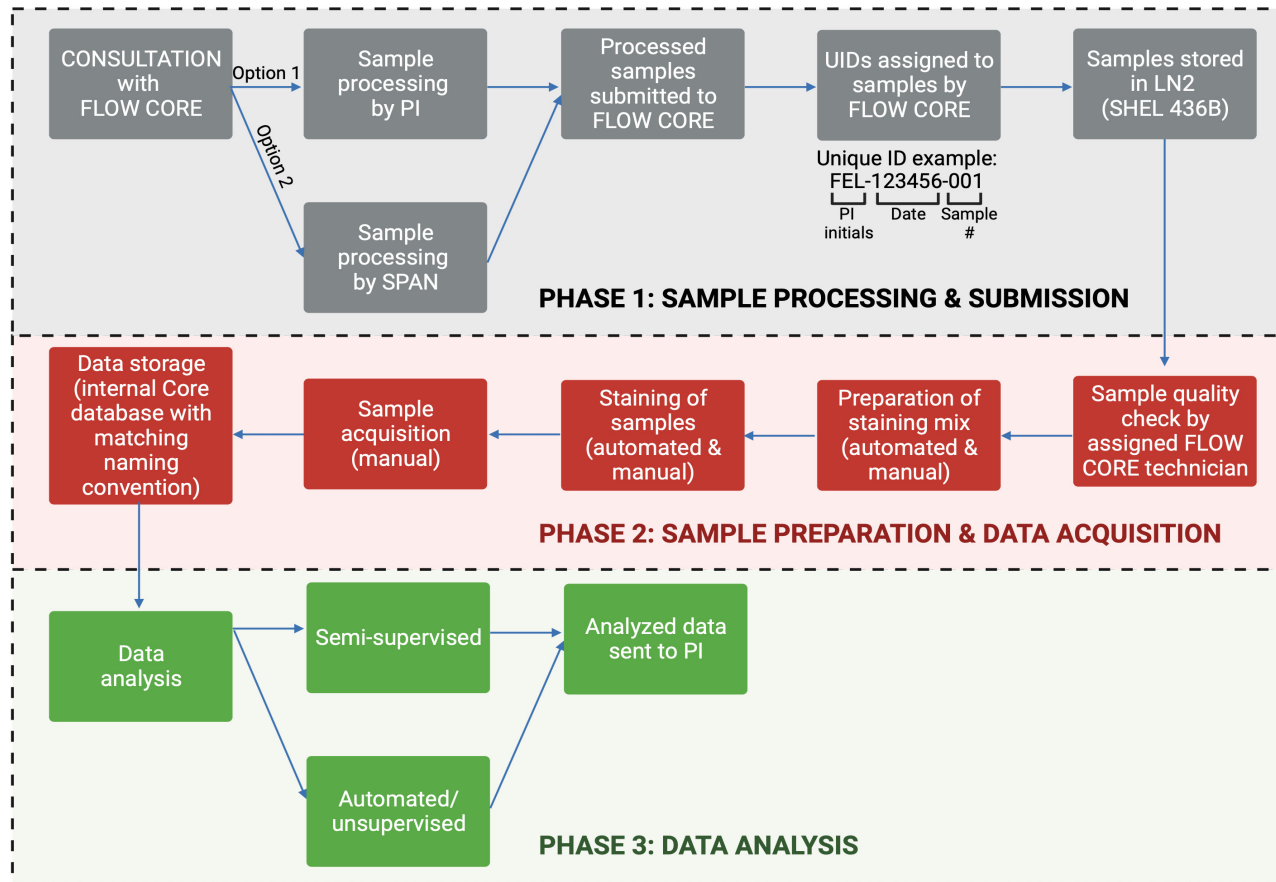 CONSULTATION
with
FLOW CORE
Option 1
Option 2
Sample
processing
by PI
Sample
processing
by SPAN
Processed
samples
submitted to
FLOW CORE
UIDs assigned to
samples by
FLOW CORE
Unique ID example:
FEL-123456-001
PI
initials
Date
Sample
#
Samples stored
in LN2
(SHEL 436B)
PHASE 1: SAMPLE PROCESSING & SUBMISSION
Sample quality
check by
assigned FLOW
CORE technician
Preparation of
staining mix
(automated &
manual)
Staining of
samples
(automated &
manual)
Sample
acquisition
(manual)
Data storage
(internal Core
database with
matching
naming
convention)
PHASE 2: SAMPLE PREPARATION & DATA ACQUISITION
Data
analysis
Semi-supervised
Automated/
unsupervised
Analyzed data
sent to PI
PHASE 3: DATA ANALYSIS